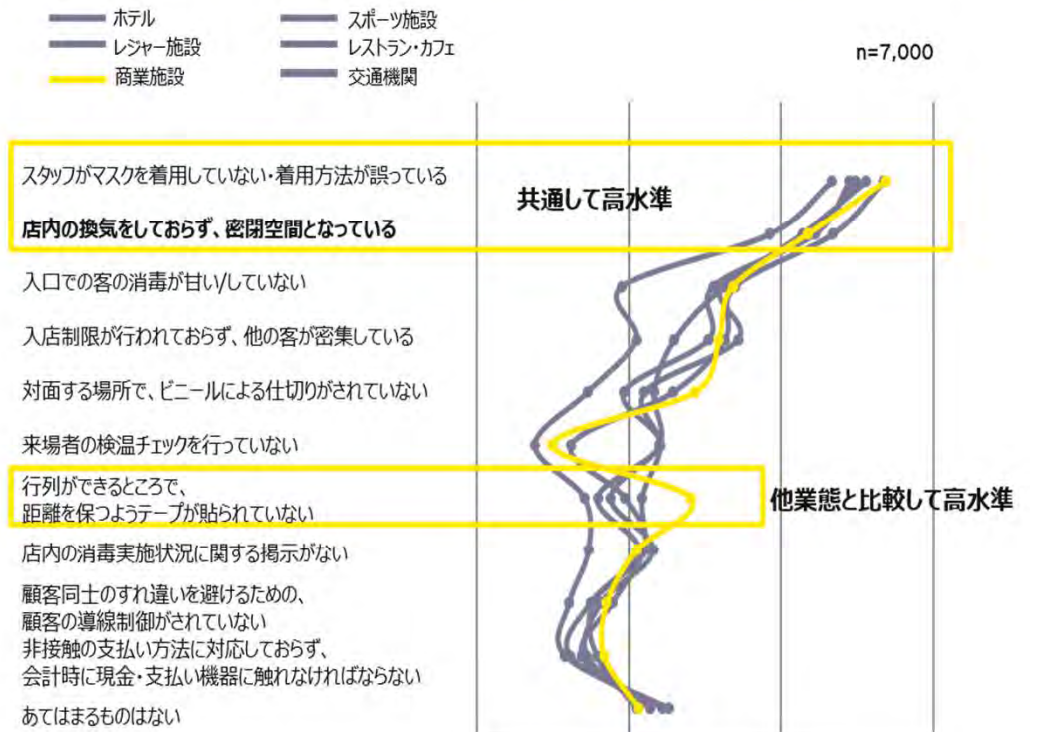 ホテル
スポーツ施設
レジャー施設
レストラン・カフェ
商業施設
交通機関
n=7,000
スタッフがマスクを着用していない・着用方法が誤っている
共通して高水準
店内の換気をしておらず、密閉空間となっている
入口での客の消毒が甘い/していない
入店制限が行われておらず、他の客が密集している
対面する場所で、ビニールによる仕切りがされていない
来場者の検温チェックを行っていない
行列ができるところで、
距離を保つようテープが貼られていない
他業態と比較して高水準
店内の消毒実施状況に関する掲示がない
顧客同士のすれ違いを避けるための、
顧客の導線制御がされていない
非接触の支払い方法に対応しておらず、
会計時に現金・支払い機器に触れなければならない
あてはまるものはない